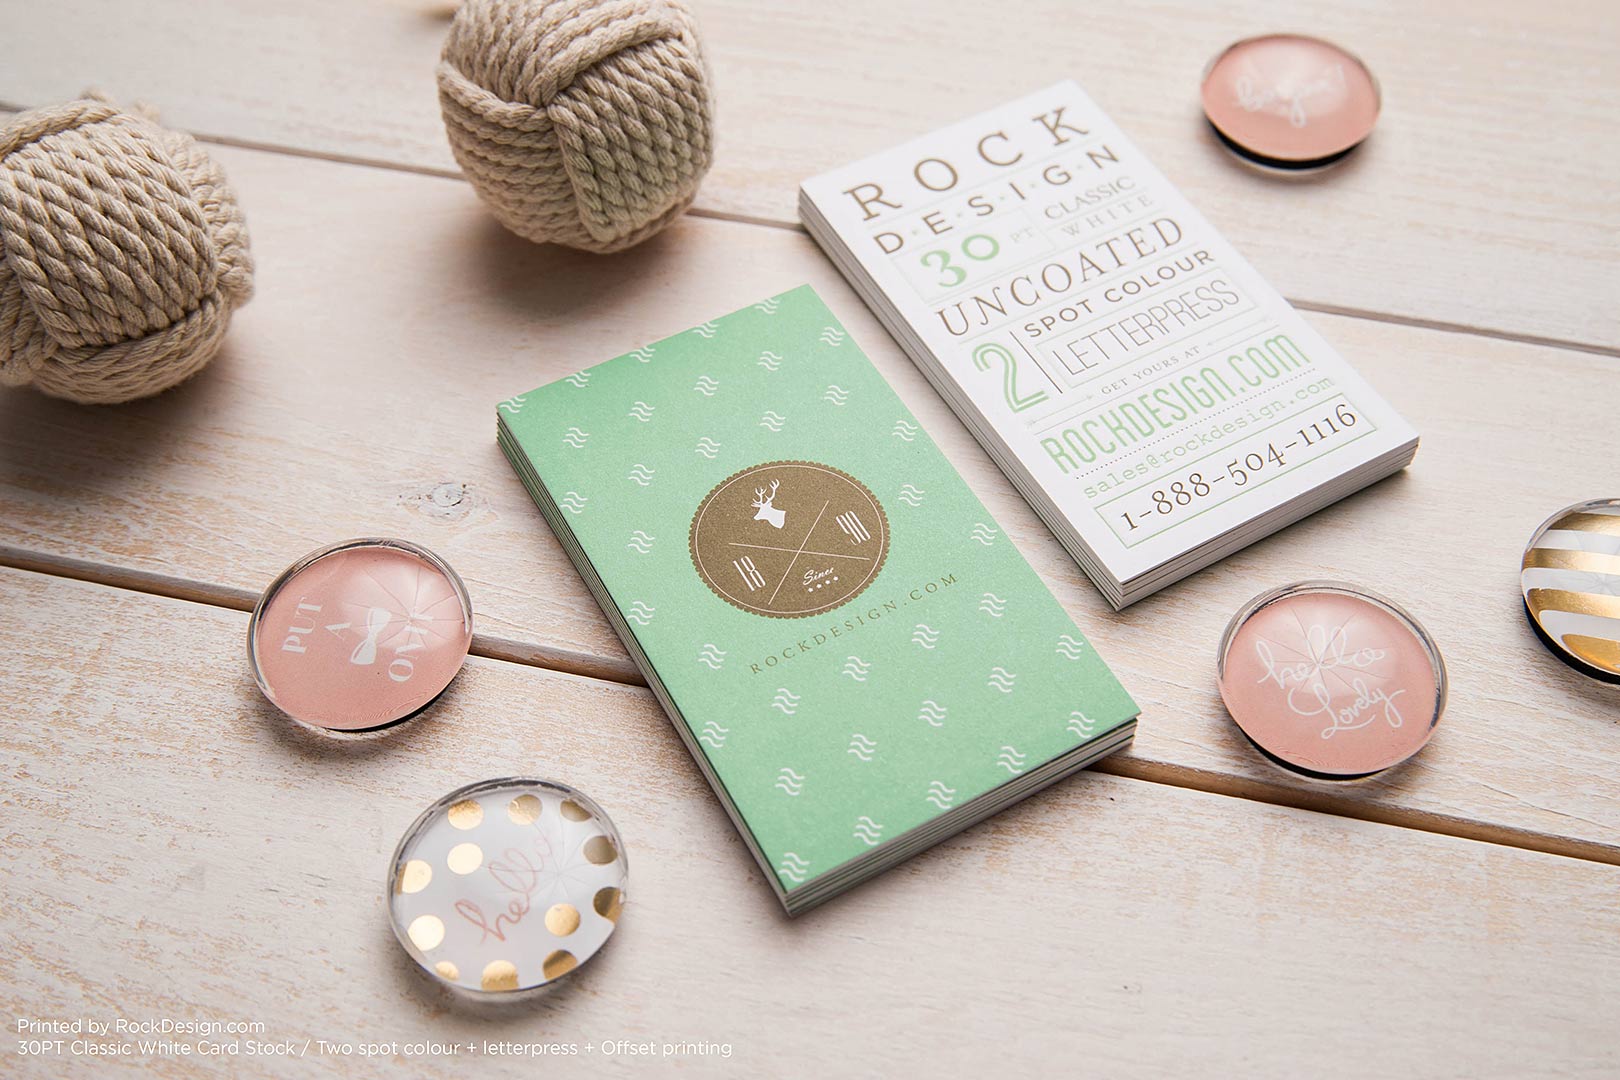 ROCK
D·E·S·I·G·N
30 PT CLASSIC
WHITE
UNCOATED
2 SPOT COLOUR
LETTERPRESS
GET YOURS AT
ROCKDESIGN.COM
sales@rockdesign.com
1-888-504-1116
18 90
Since
ROCKDESIGN.COM
PUT
A
ON
hello
Lovely
hello
Printed by RockDesign.com
30PT Classic White Card Stock / Two spot colour + letterpress + Offset printing